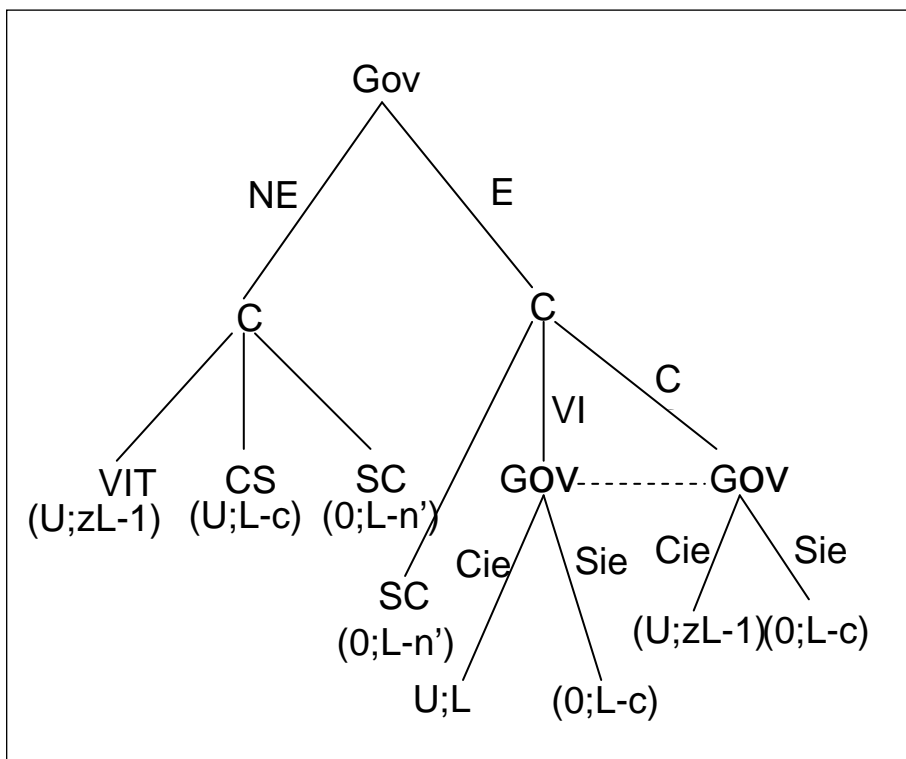 Gov
NE
E
C
C
C
VI
VIT
(U;zL-1)
CS
(U;L-c)
SC
(0;L-n’)
Gov
Gov
SC
(0;L-n’)
Cie
Sie
Cie
Sie
(U;zL-1)
(0;L-c)
U;L
(0;L-c)